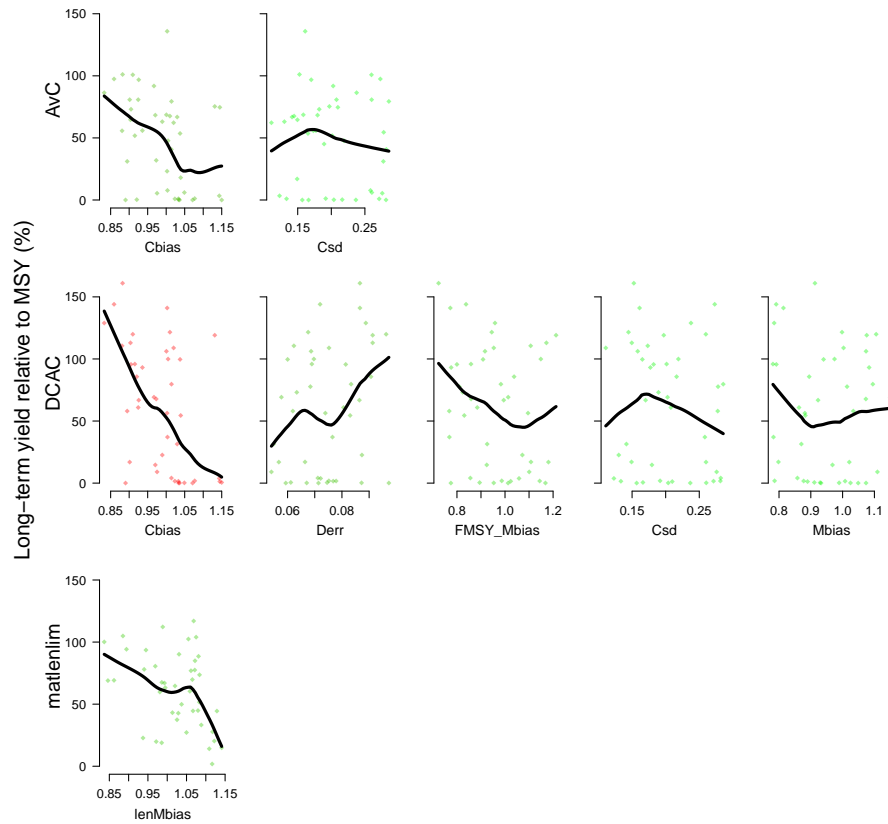 Long−term yield relative to MSY (%)
AvC
150
100
50
0
0.85 0.95 1.05 1.15
Cbias
0.15 0.25
Csd
DCAC
150
100
50
0
0.85 0.95 1.05 1.15
Cbias
0.06 0.08
Derr
0.8 1.0 1.2
FMSY_Mbias
0.15 0.25
Csd
0.8 0.9 1.0 1.1
Mbias
matlenlim
150
100
50
0
0.85 0.95 1.05 1.15
lenMbias